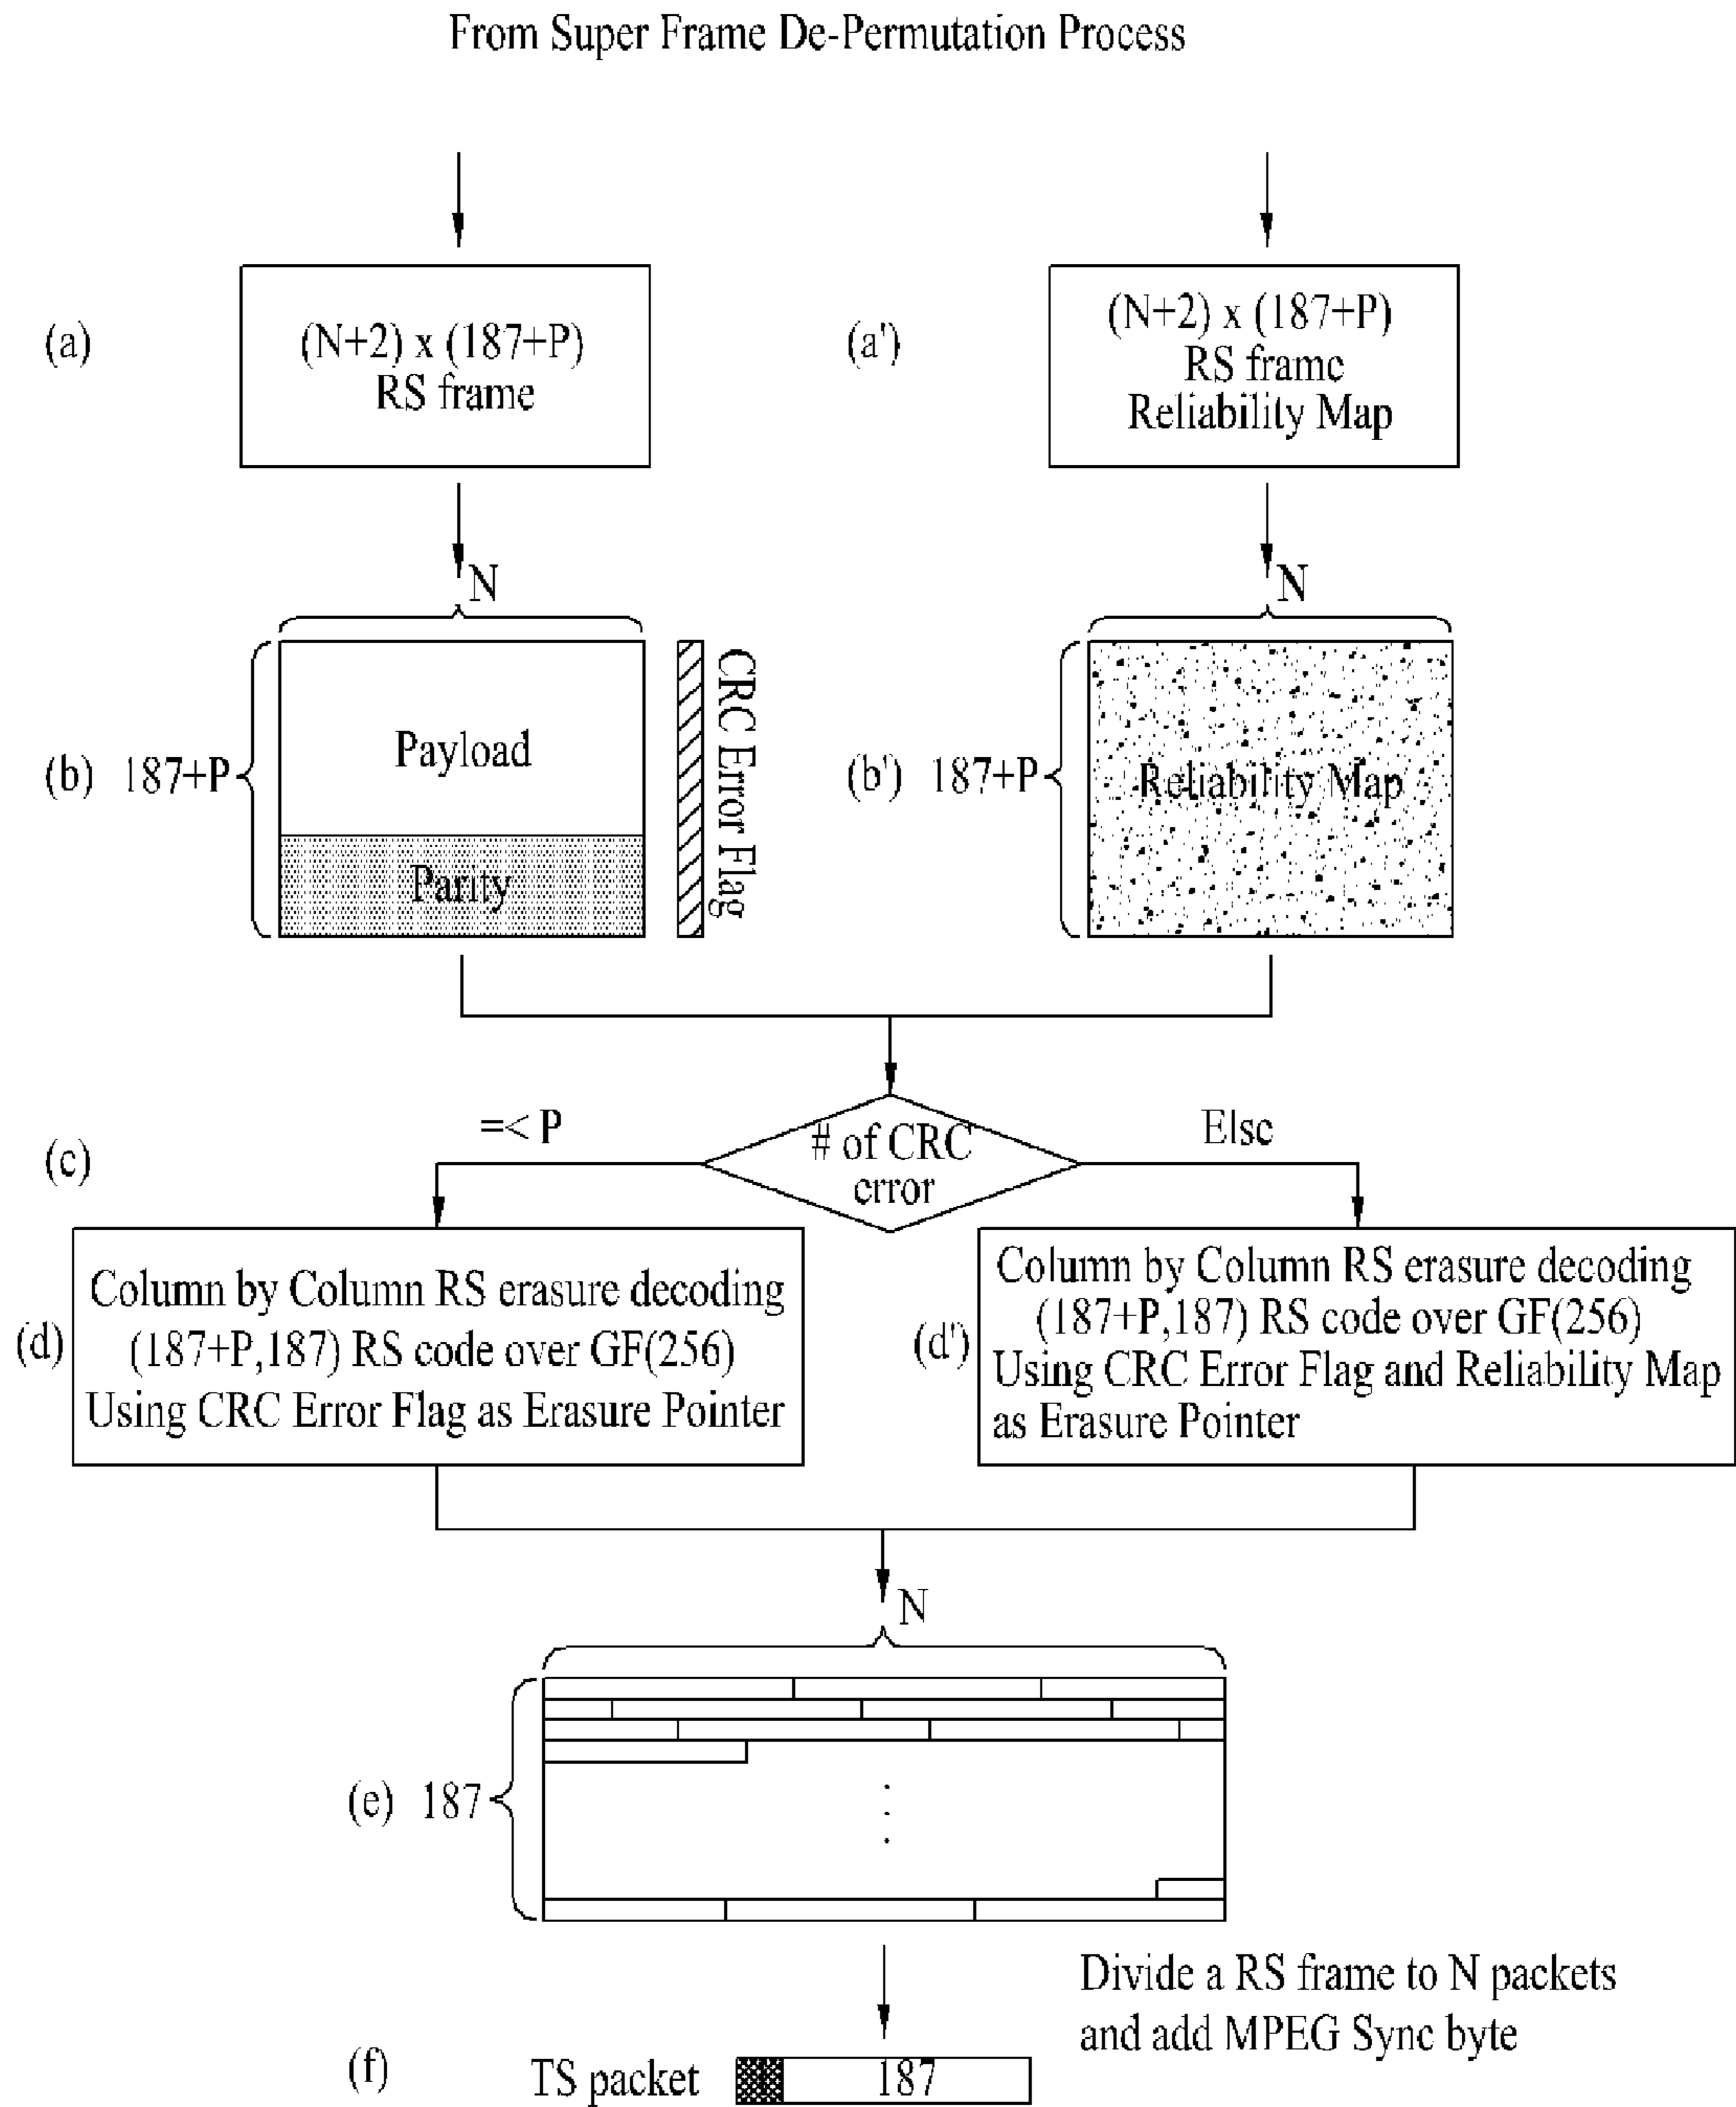 From Super Frame De-Permutation Process
(a)
(N+2) x (187+P)
RS frame
(a')
(N+2) x (187+P)
RS frame
Reliability Map
N
N
(b)
187+P
Payload
Parity
CRC Error Flag
(b')
187+P
Reliability Map
(c)
=< P
# of CRC
error
Else
(d)
Column by Column RS erasure decoding
(187+P,187) RS code over GF(256)
Using CRC Error Flag as Erasure Pointer
(d')
Column by Column RS erasure decoding
(187+P,187) RS code over GF(256)
Using CRC Error Flag and Reliability Map
as Erasure Pointer
N
(e)
187
Divide a RS frame to N packets
and add MPEG Sync byte
(f)
TS packet
187